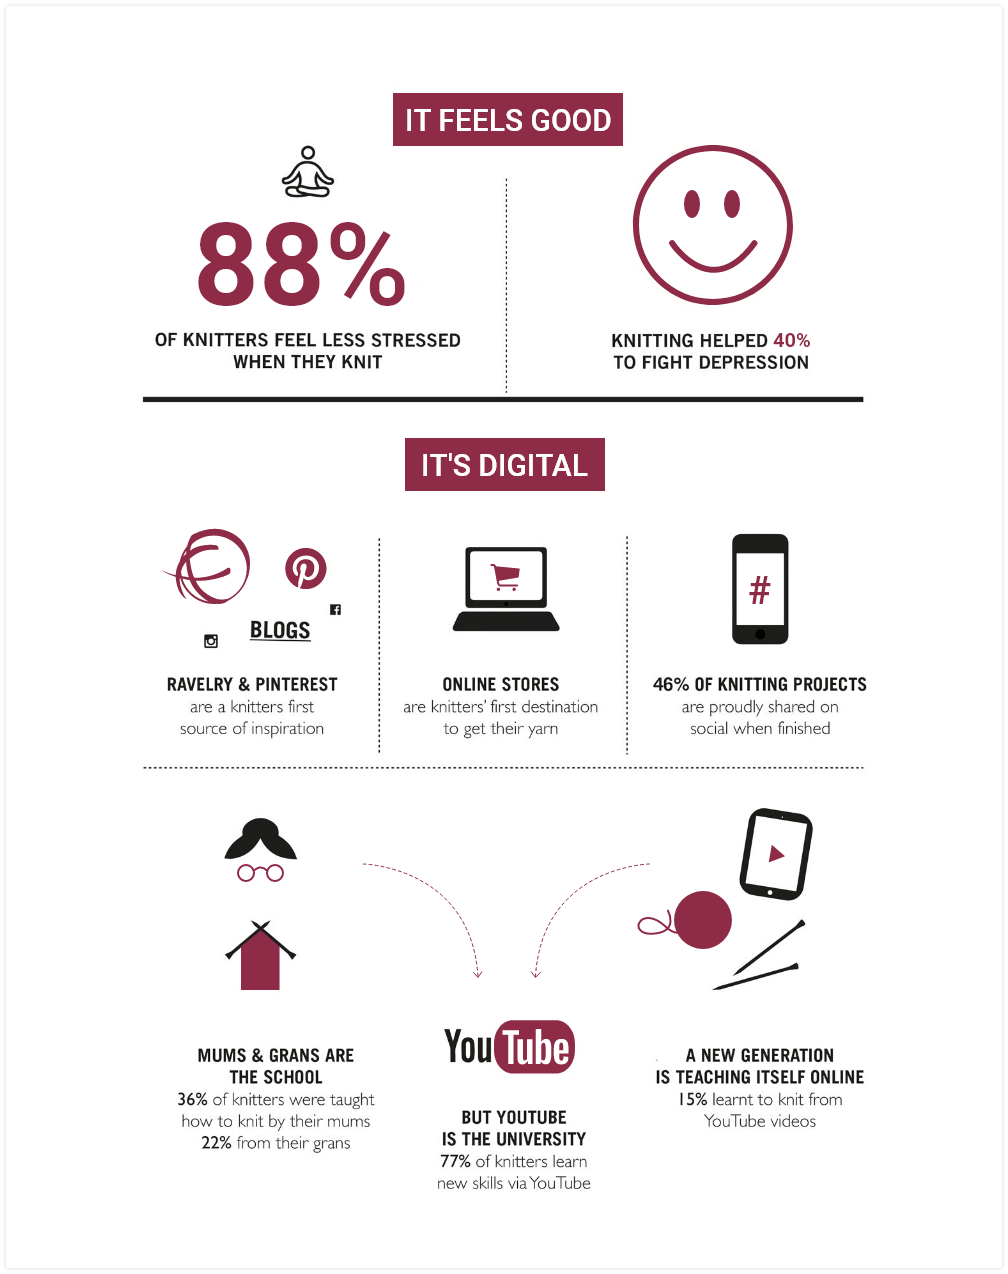 IT FEELS GOOD
88%
OF KNITTERS FEEL LESS STRESSED
WHEN THEY KNIT
KNITTING HELPED 40%
TO FIGHT DEPRESSION
IT'S DIGITAL
BLOGS
RAVELRY & PINTEREST
are a knitters first
source of inspiration
ONLINE STORES
are knitters' first destination
to get their yarn
#
46% OF KNITTING PROJECTS
are proudly shared on
social when finished
MUMS & GRANS ARE
THE SCHOOL
36% of knitters were taught
how to knit by their mums
22% from their grans
YouTube
BUT YOUTUBE
IS THE UNIVERSITY
77% of knitters learn
new skills via YouTube
A NEW GENERATION
IS TEACHING ITSELF ONLINE
15% learnt to knit from
YouTube videos